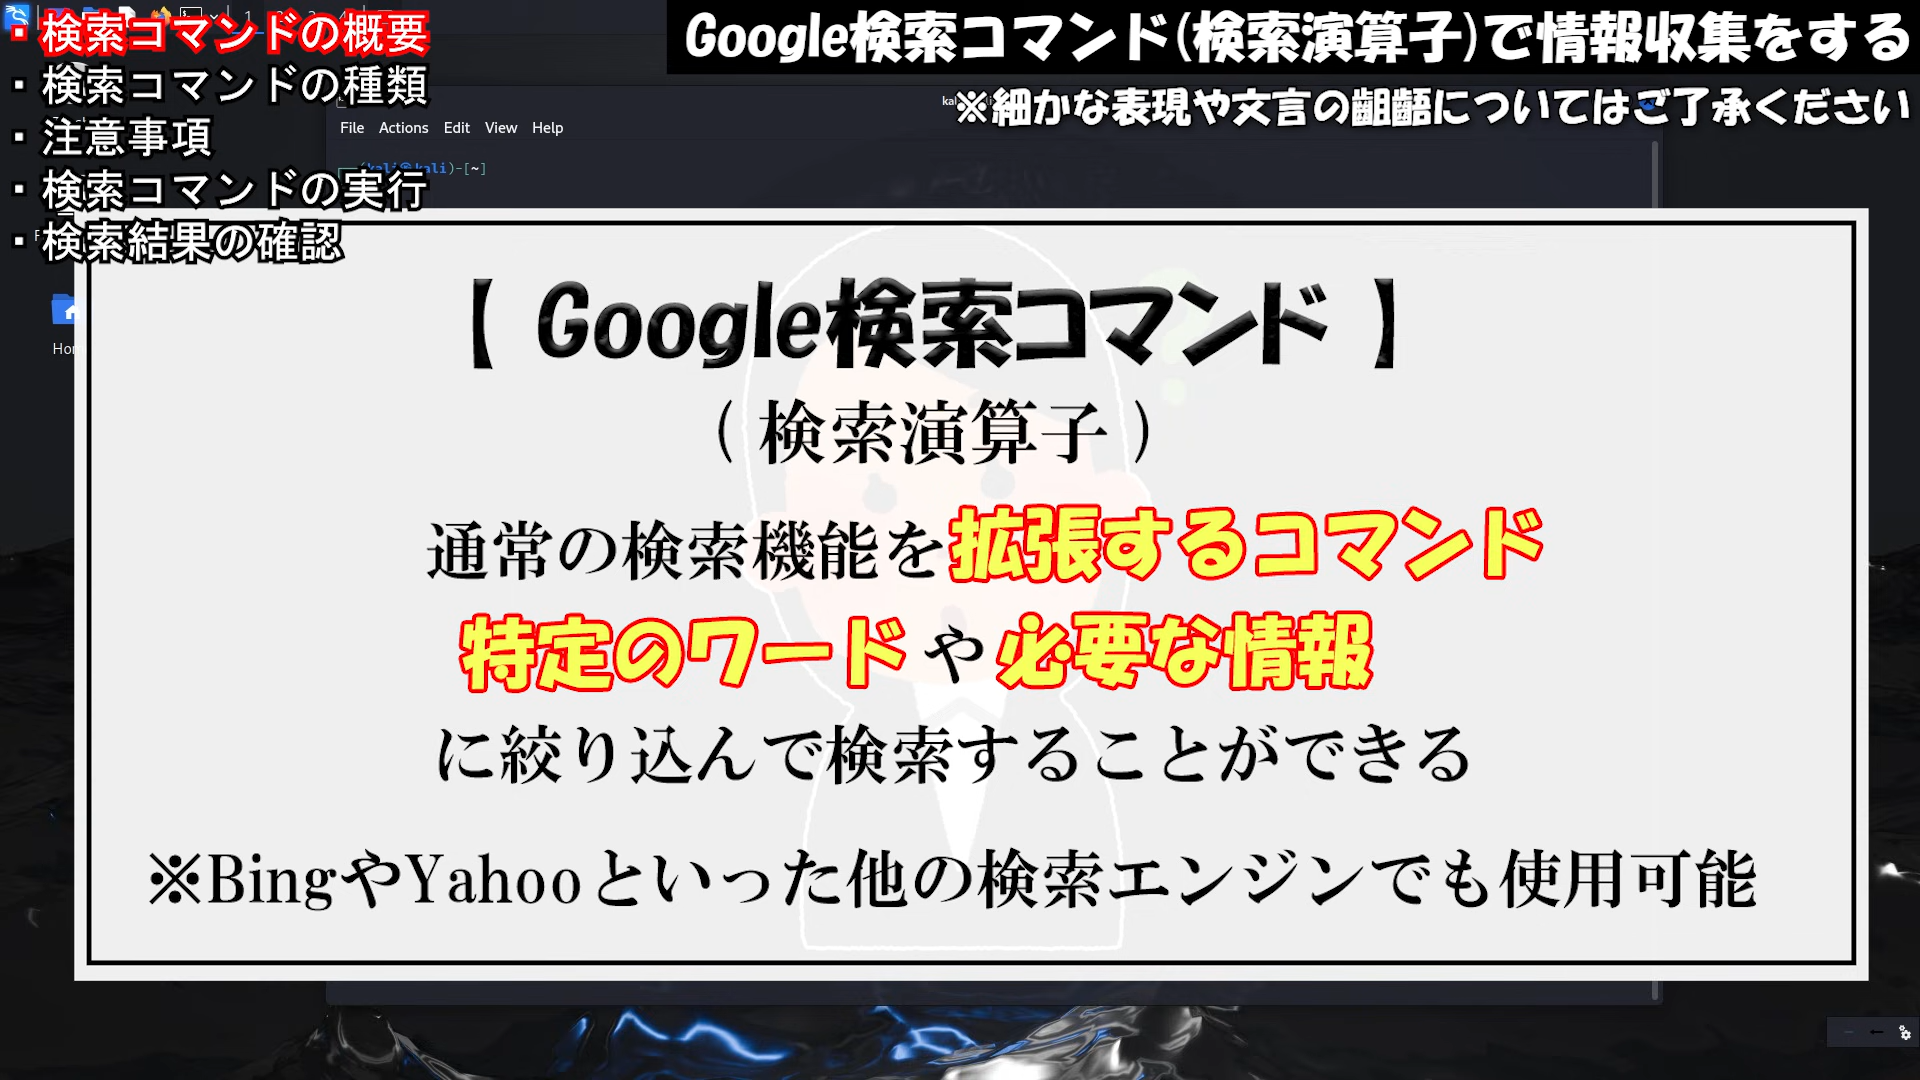 ・検索コマンドの概要
・検索コマンドの種類
・注意事項
・検索コマンドの実行
・検索結果の確認
Google検索コマンド(検索演算子)で情報収集をする
※細かな表現や文言の齟齬についてはご了承ください
File Actions Edit View Help
(kali㉿kali)-[~]
【 Google検索コマンド 】
( 検索演算子 )
通常の検索機能を拡張するコマンド
特定のワード や 必要な情報
に絞り込んで検索することができる
※BingやYahooといった他の検索エンジンでも使用可能